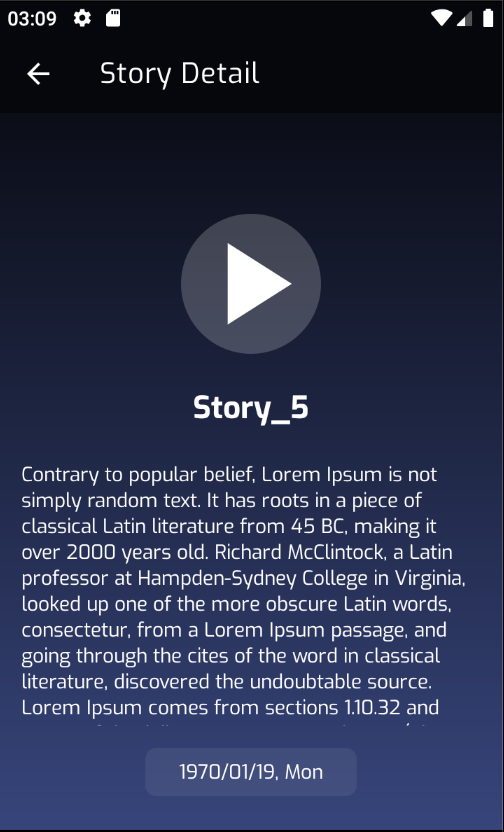 03:09
Story Detail
Story_5
Contrary to popular belief, Lorem Ipsum is not
simply random text. It has roots in a piece of
classical Latin literature from 45 BC, making it
over 2000 years old. Richard McClintock, a Latin
professor at Hampden-Sydney College in Virginia,
looked up one of the more obscure Latin words,
consectetur, from a Lorem Ipsum passage, and
going through the cites of the word in classical
literature, discovered the undoubtable source.
Lorem Ipsum comes from sections 1.10.32 and
1970/01/19, Mon